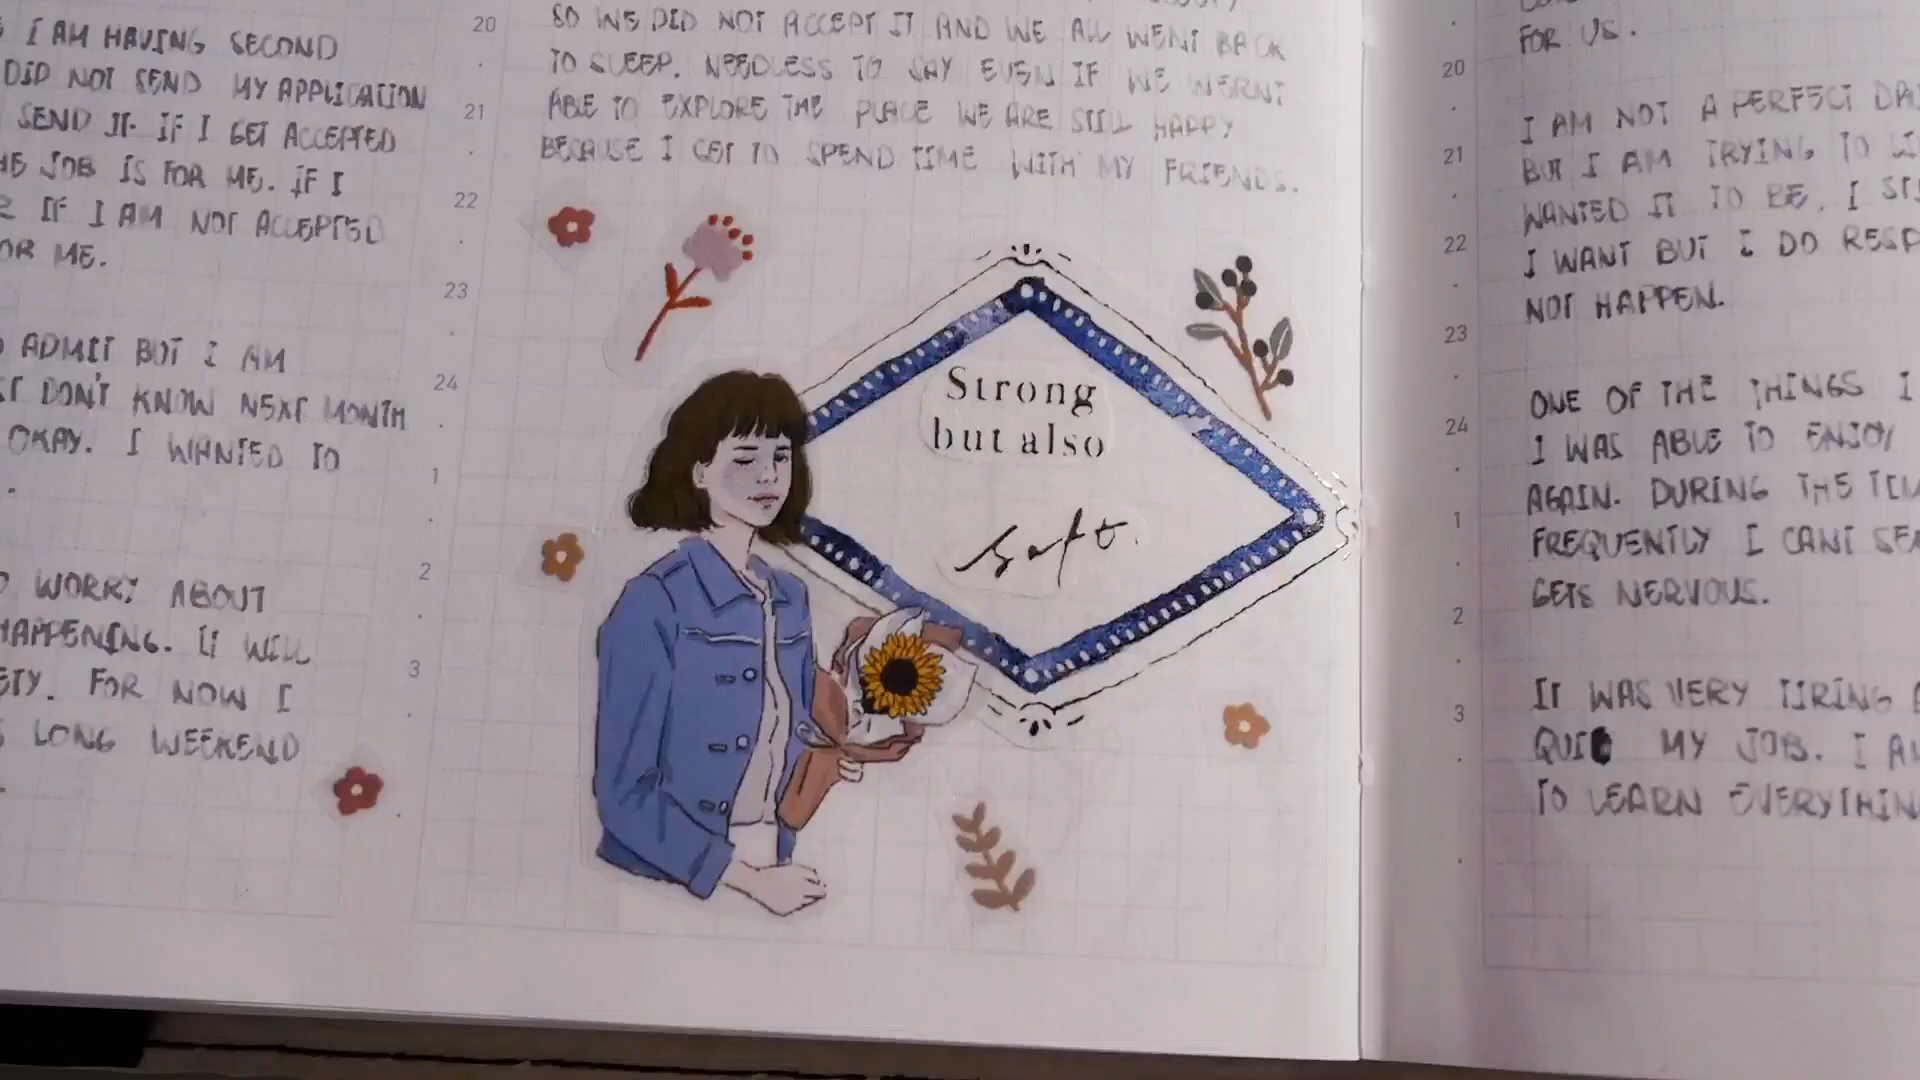 I AM HAVING SECOND
DID NOT SEND MY APPLICATION
SEND IT. IF I GET ACCEPTED
JOB IS FOR ME. IF I
IF I AM NOT ACCEPTED
OR ME.
ADMIT BUT I AM
DON'T KNOW NEXT MONTH
OKAY. I WANTED TO
WORRY ABOUT
HAPPENING. IT WILL
FOR NOW I
LONG WEEKEND
20
21
22
23
24
1
2
3
SO WE DID NOT ACCEPT IT AND WE ALL WENT BACK
TO SLEEP. NEEDLESS TO SAY EVEN IF WE WERNT
ABLE TO EXPLORE THE PLACE WE ARE STILL HAPPY
BECAUSE I GET TO SPEND TIME WITH MY FRIENDS.
Strong
but also
soft.
20
21
22
23
24
1
2
3
FOR US.
I AM NOT A PERFECT
BUT I AM TRYING TO
WANTED IT TO BE. I
I WANT BUT I DO
NOT HAPPEN.
ONE OF THE THINGS I
I WAS ABLE TO ENJOY
AGAIN. DURING THE
FREQUENTLY I CANT
GETS NERVOUS.
IT WAS VERY TIRING
QUIT MY JOB. I
TO LEARN